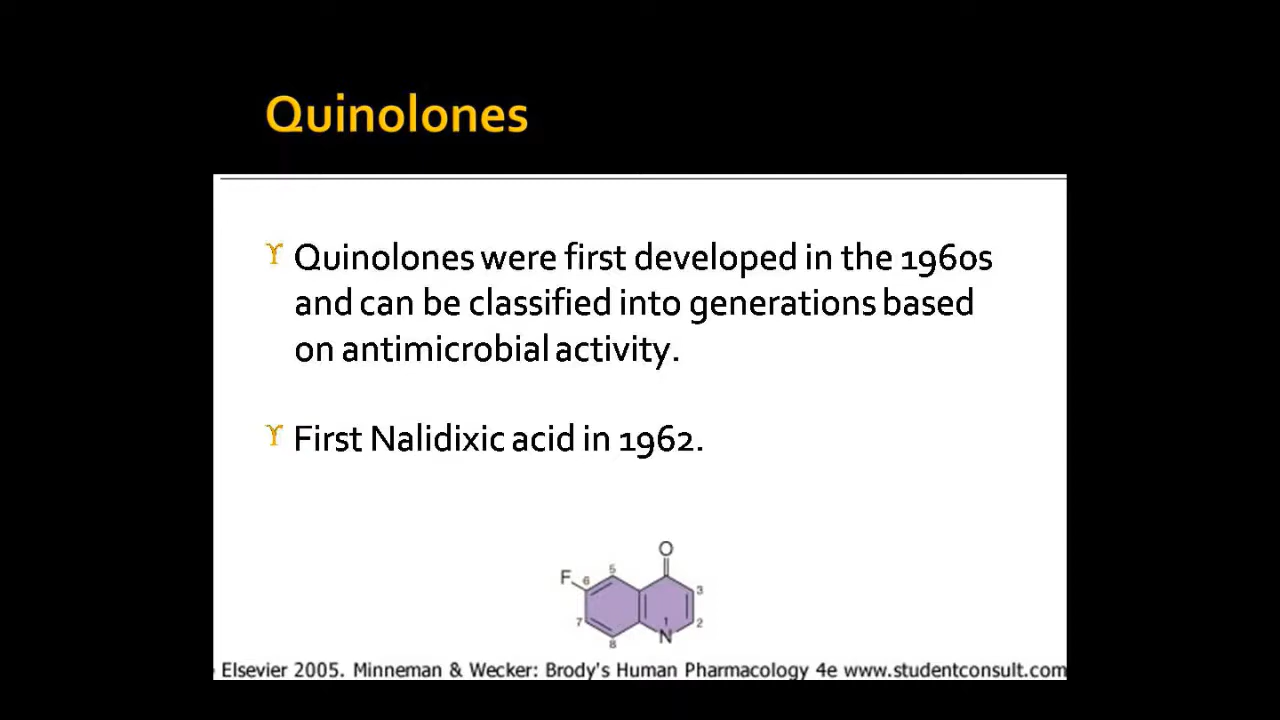 Quinolones
Quinolones were first developed in the 1960s
and can be classified into generations based
on antimicrobial activity.
First Nalidixic acid in 1962.
O
F 6 5 3
7 1 2
8 N
Elsevier 2005. Minneman & Wecker: Brody's Human Pharmacology 4e www.studentconsult.com